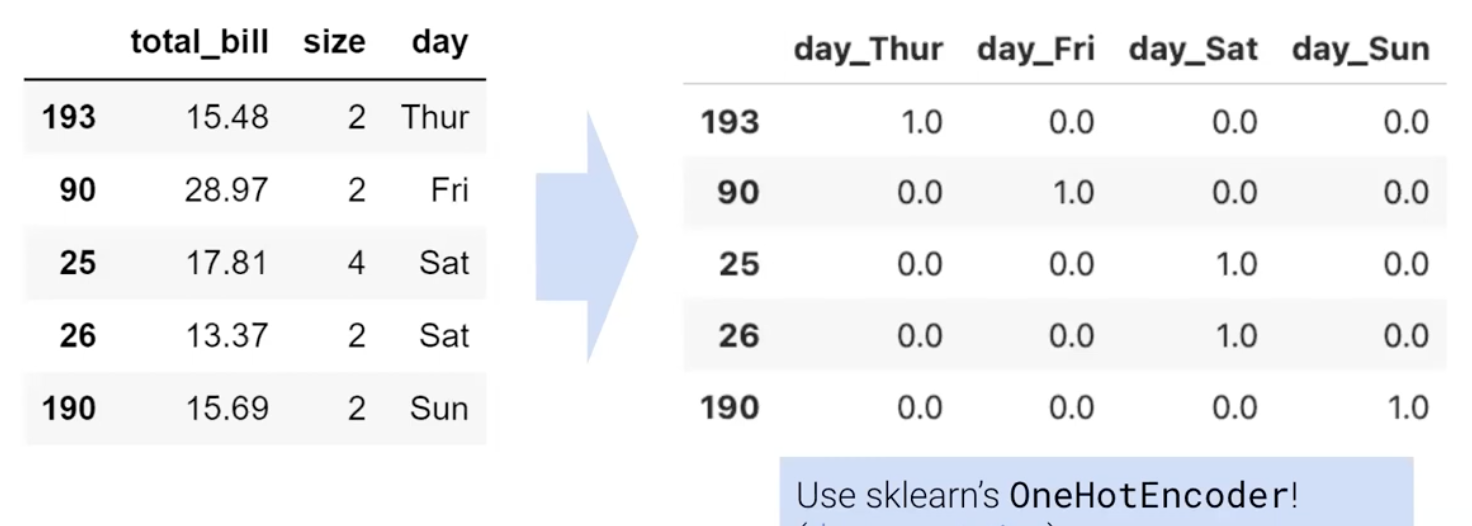 total_bill size day
193 15.48 2 Thur
90 28.97 2 Fri
25 17.81 4 Sat
26 13.37 2 Sat
190 15.69 2 Sun
day_Thur day_Fri day_Sat day_Sun
193 1.0 0.0 0.0 0.0
90 0.0 1.0 0.0 0.0
25 0.0 0.0 1.0 0.0
26 0.0 0.0 1.0 0.0
190 0.0 0.0 0.0 1.0
Use sklearn’s OneHotEncoder!